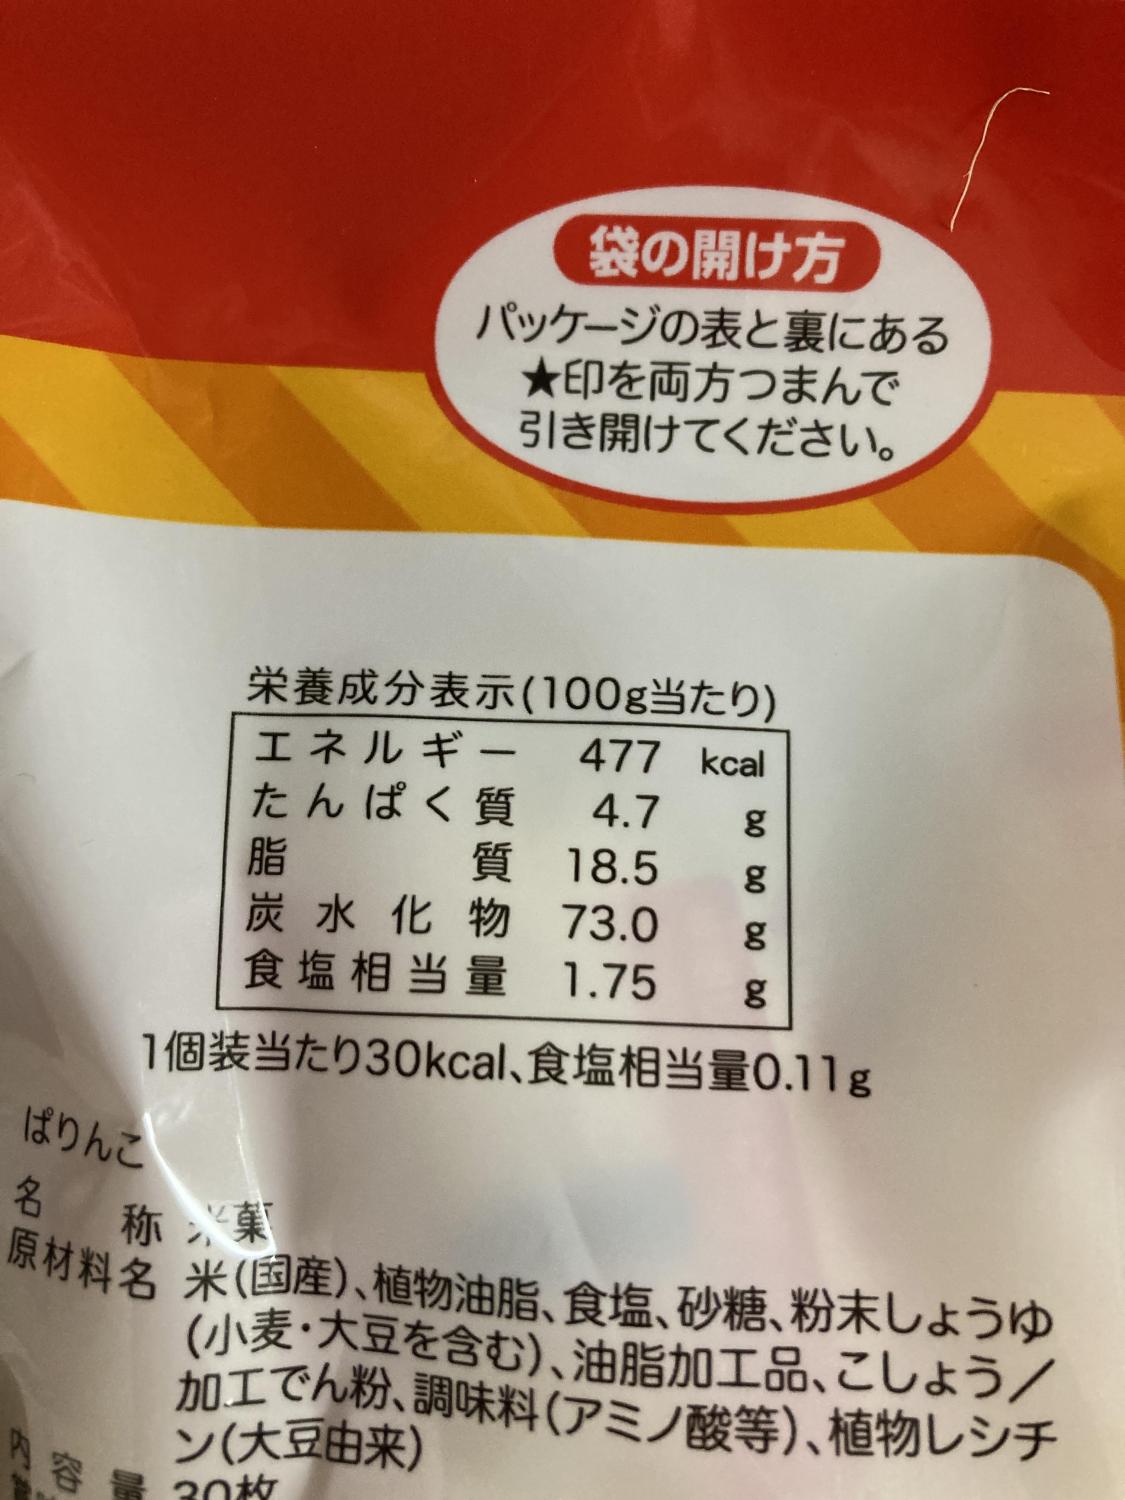 袋の開け方
パッケージの表と裏にある
★印を両方つまんで
引き開けてください。
栄養成分表示(100g当たり)
エネルギー 477 kcal
たんぱく質 4.7 g
脂質 18.5 g
炭水化物 73.0 g
食塩相当量 1.75 g
1個装当たり30kcal、食塩相当量0.11g
ぱりんこ
名称 米菓
原材料名 米(国産)、植物油脂、食塩、砂糖、粉末しょうゆ
(小麦・大豆を含む)、油脂加工品、こしょう/
加工でん粉、調味料(アミノ酸等)、植物レシチ
ン(大豆由来)
内容量 30枚